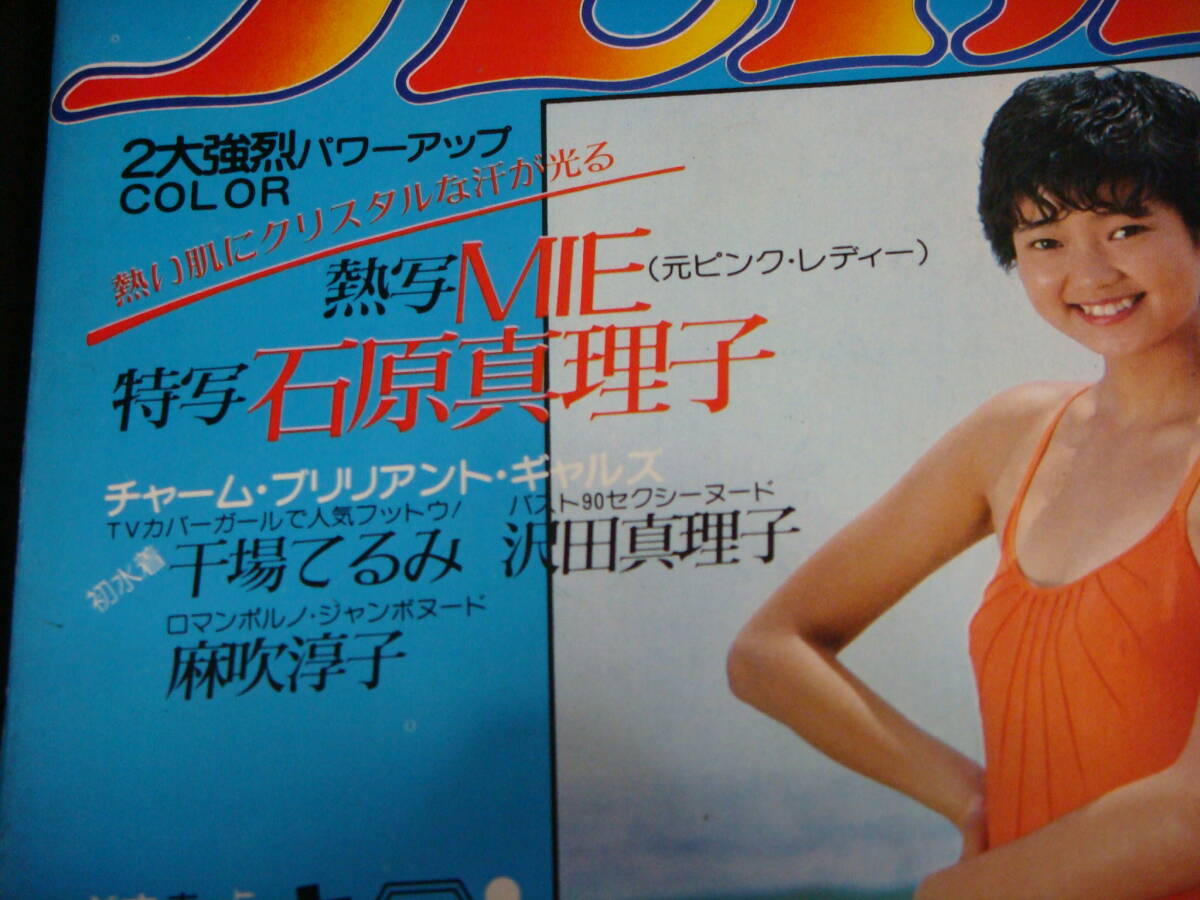 2大強烈パワーアップ
COLOR
熱い肌にクリスタルな汗が光る
熱写MIE(元ピンク・レディー)
特写石原真理子
チャーム・ブリリアント・ギャルズ
TVカバーガールで人気フットウ!
初水着 干場てるみ
バスト90セクシーヌード
沢田真理子
ロマンポルノ・ジャンボヌード
麻吹淳子